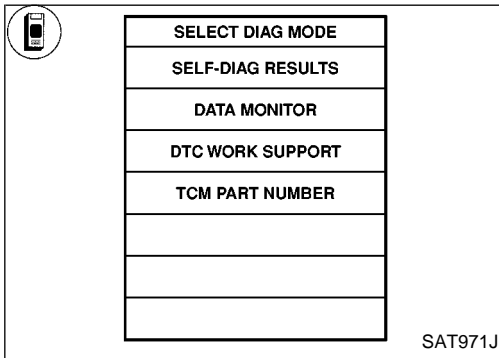 SELECT DIAG MODE
SELF-DIAG RESULTS
DATA MONITOR
DTC WORK SUPPORT
TCM PART NUMBER
SAT971J